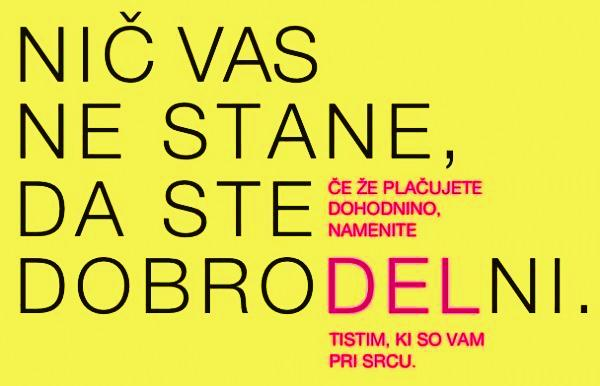 NIČ VAS
NE STANE,
DA STE
ČE ŽE PLAČUJETE
DOHODNINO,
NAMENITE
DOBRODELNI.
TISTIM, KI SO VAM
PRI SRCU.